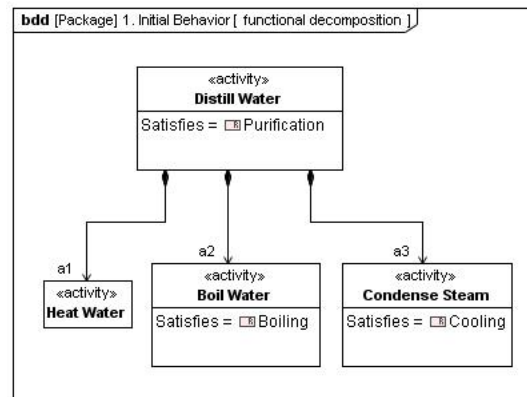 bdd [Package] 1. Initial Behavior [ functional decomposition ]
«activity»
Distill Water
Satisfies = Purification
a1
a2
a3
«activity»
Heat Water
«activity»
Boil Water
Satisfies = Boiling
«activity»
Condense Steam
Satisfies = Cooling